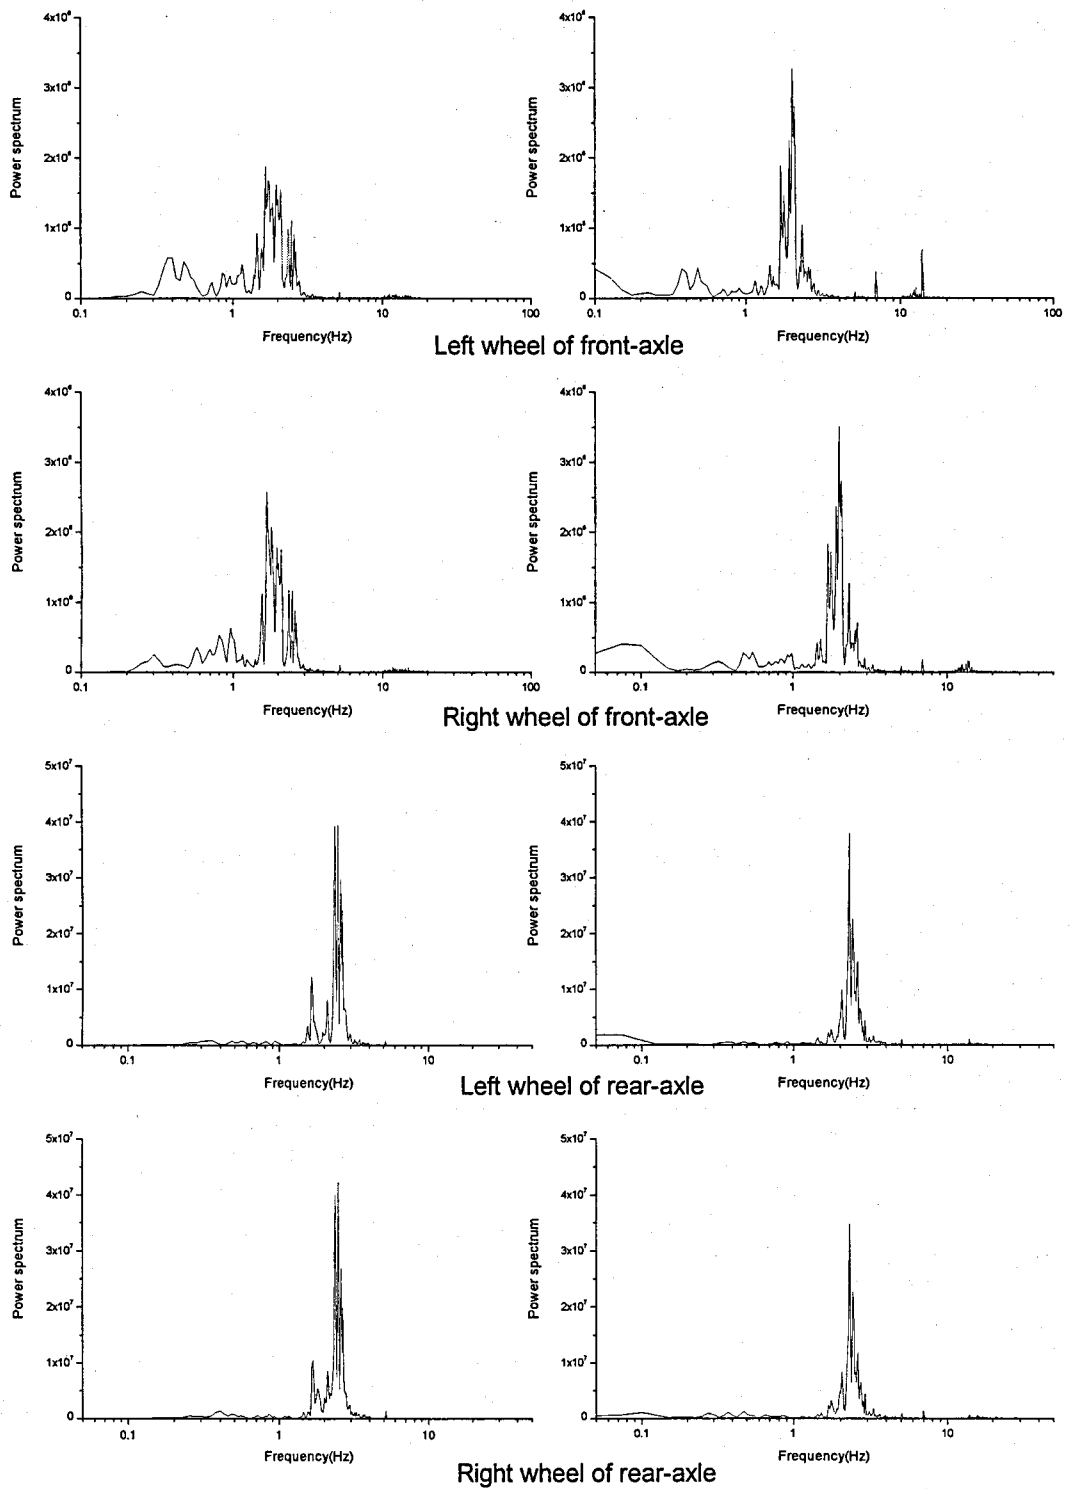 4x10⁶ 4x10⁶
3x10⁶ 3x10⁶
2x10⁶ 2x10⁶
1x10⁶ 1x10⁶
0 0
Power spectrum Power spectrum
0.1 1 10 100 0.1 1 10 100
Frequency(Hz) Frequency(Hz)
Left wheel of front-axle
4x10⁶ 4x10⁶
3x10⁶ 3x10⁶
2x10⁶ 2x10⁶
1x10⁶ 1x10⁶
0 0
Power spectrum Power spectrum
0.1 1 10 100 0.1 1 10
Frequency(Hz) Frequency(Hz)
Right wheel of front-axle
5x10⁷ 5x10⁷
4x10⁷ 4x10⁷
3x10⁷ 3x10⁷
2x10⁷ 2x10⁷
1x10⁷ 1x10⁷
0 0
Power spectrum Power spectrum
0.1 1 10 0.1 1 10
Frequency(Hz) Frequency(Hz)
Left wheel of rear-axle
5x10⁷ 5x10⁷
4x10⁷ 4x10⁷
3x10⁷ 3x10⁷
2x10⁷ 2x10⁷
1x10⁷ 1x10⁷
0 0
Power spectrum Power spectrum
0.1 1 10 0.1 1 10
Frequency(Hz) Frequency(Hz)
Right wheel of rear-axle